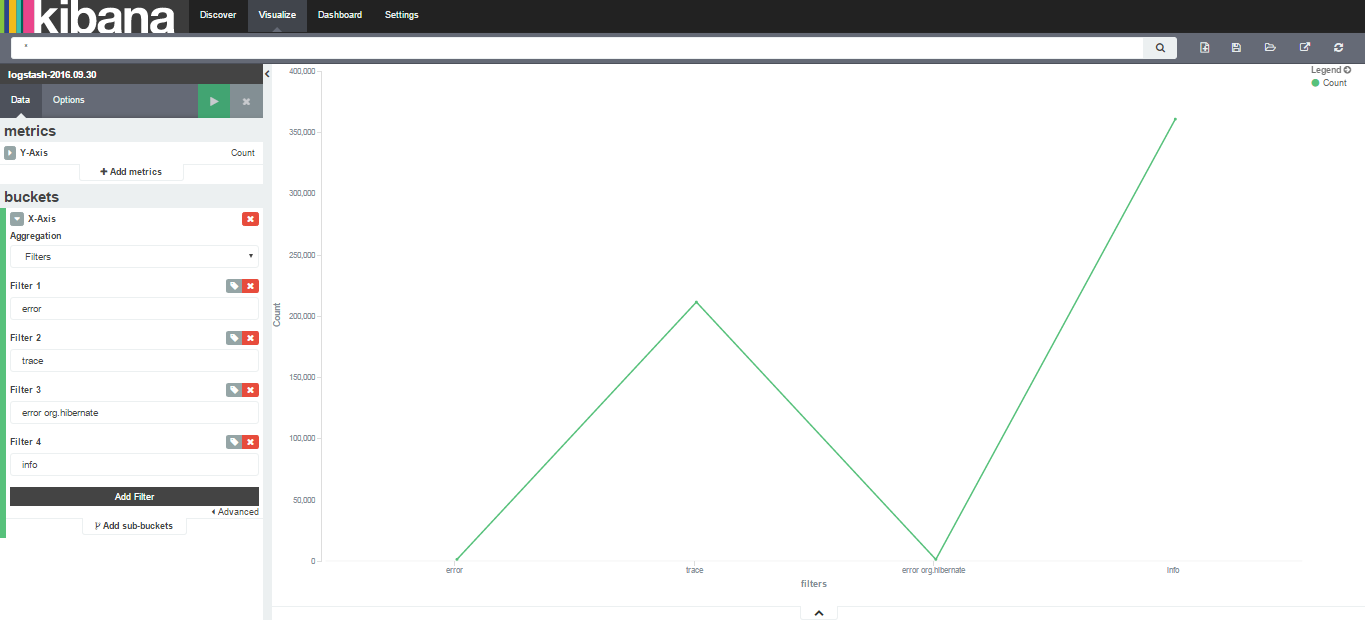 kibana
Discover
Visualize
Dashboard
Settings
*
logstash-2016.09.30
Data
Options
metrics
Y-Axis
Count
Add metrics
buckets
X-Axis
Aggregation
Filters
Filter 1
error
Filter 2
trace
Filter 3
error org.hibernate
Filter 4
info
Add Filter
Advanced
Add sub-buckets
Legend
Count
400,000
350,000
300,000
250,000
200,000
150,000
100,000
50,000
0
Count
error
trace
error org.hibernate
info
filters